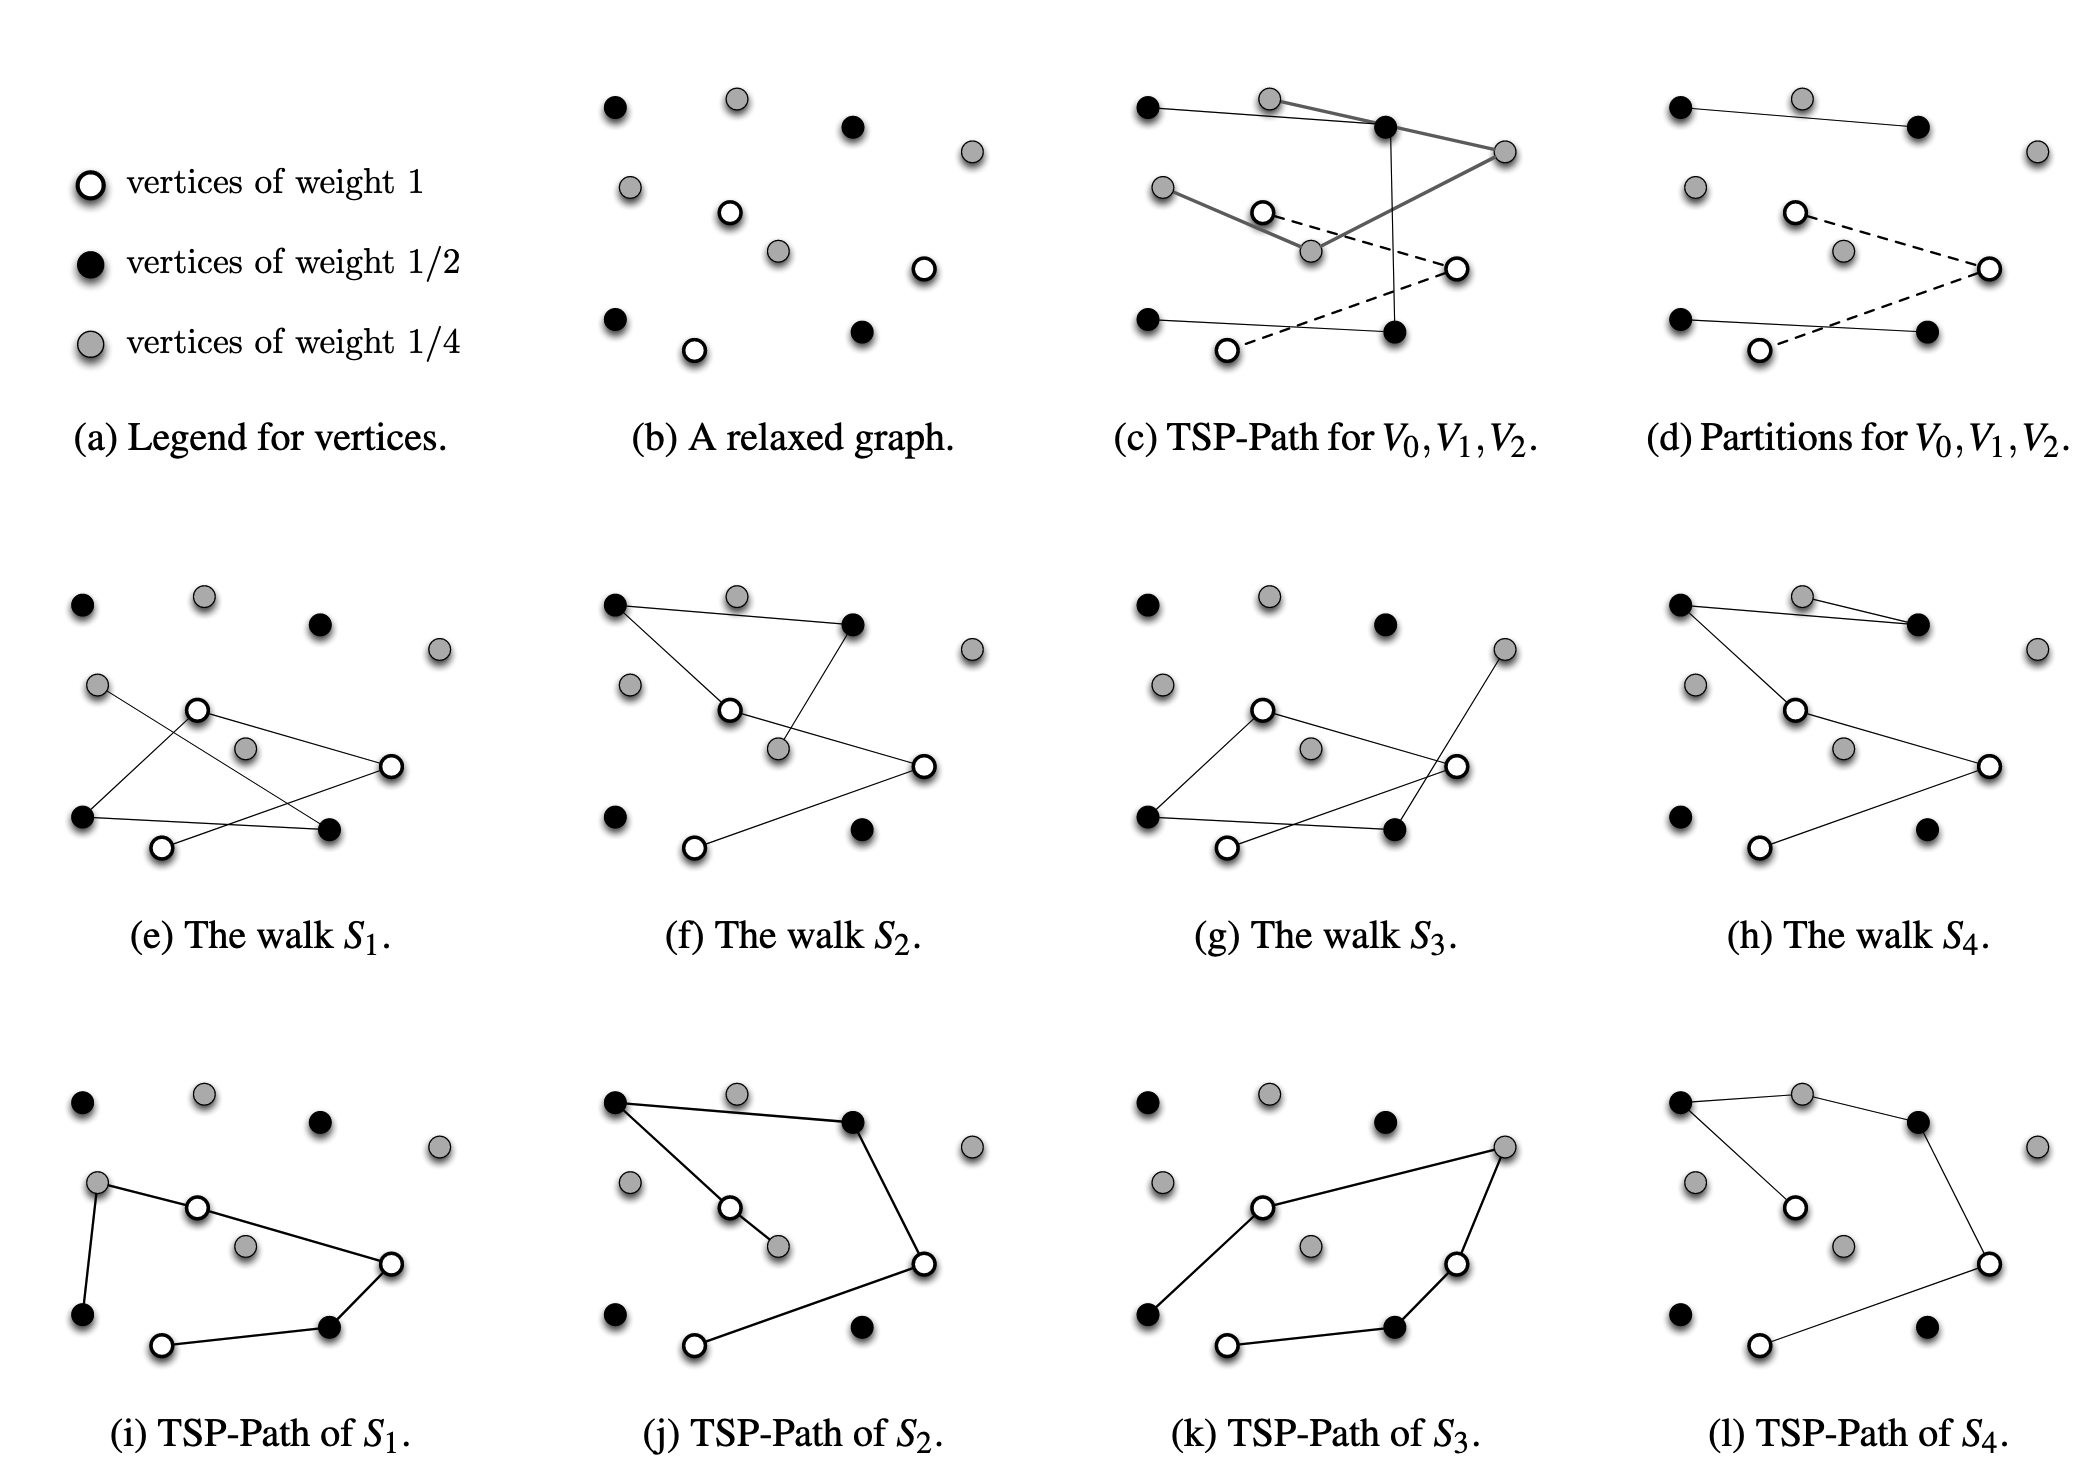 vertices of weight 1
vertices of weight 1/2
vertices of weight 1/4
(a) Legend for vertices.
(b) A relaxed graph.
(c) TSP-Path for V₀, V₁, V₂.
(d) Partitions for V₀, V₁, V₂.
(e) The walk S₁.
(f) The walk S₂.
(g) The walk S₃.
(h) The walk S₄.
(i) TSP-Path of S₁.
(j) TSP-Path of S₂.
(k) TSP-Path of S₃.
(l) TSP-Path of S₄.